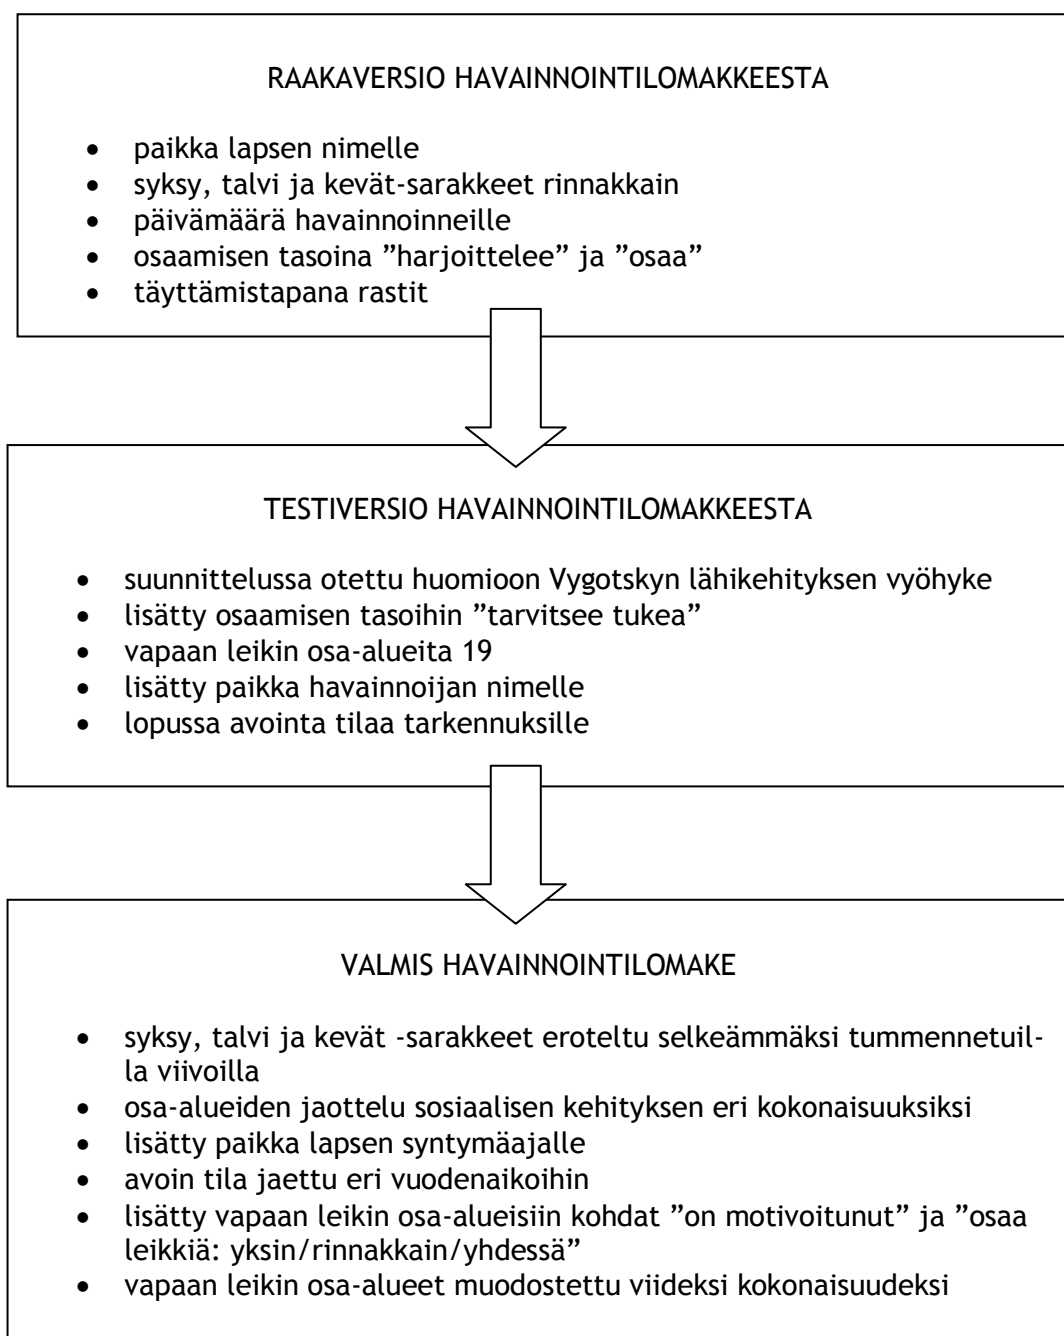 RAAKAVERSIO HAVAINNOINTILOMAKKEESTA
• paikka lapsen nimelle
• syksy, talvi ja kevät-sarakkeet rinnakkain
• päivämäärä havainnoinneille
• osaamisen tasoina ”harjoittelee” ja ”osaa”
• täyttämistapana rastit
TESTIVERSIO HAVAINNOINTILOMAKKEESTA
• suunnittelussa otettu huomioon Vygotskyn lähikehityksen vyöhyke
• lisätty osaamisen tasoihin ”tarvitsee tukea”
• vapaan leikin osa-alueita 19
• lisätty paikka havainnoijan nimelle
• lopussa avointa tilaa tarkennuksille
VALMIS HAVAINNOINTILOMAKE
• syksy, talvi ja kevät -sarakkeet eroteltu selkeämmäksi tummennetuil-
la viivoilla
• osa-alueiden jaottelu sosiaalisen kehityksen eri kokonaisuuksiksi
• lisätty paikka lapsen syntymäajalle
• avoin tila jaettu eri vuodenaikoihin
• lisätty vapaan leikin osa-alueisiin kohdat ”on motivoitunut” ja ”osaa
leikkiä: yksin/rinnakkain/yhdessä”
• vapaan leikin osa-alueet muodostettu viideksi kokonaisuudeksi